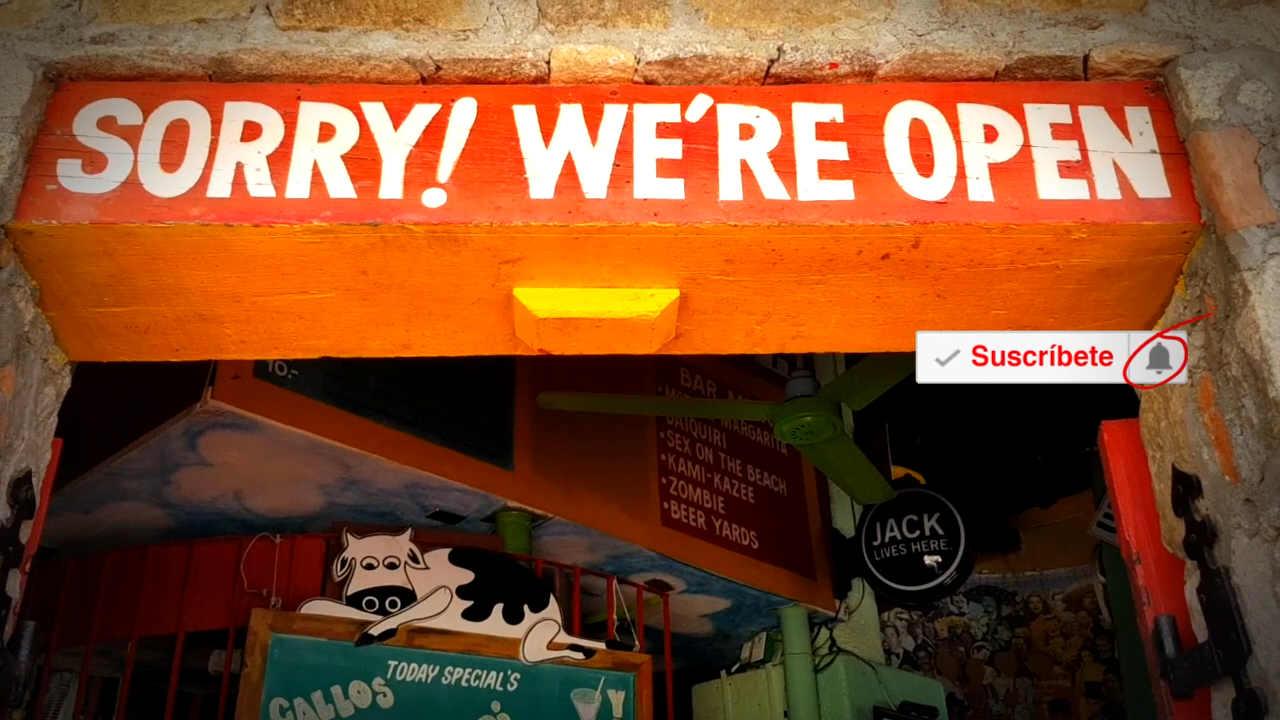 SORRY! WE'RE OPEN
Suscríbete
16.-
BAR
MARGARITA
DAIQUIRI
•SEX ON THE BEACH
•KAMI-KAZEE
•ZOMBIE
•BEER YARDS
JACK
LIVES HERE.
TODAY SPECIAL'S
GALLOS
Y